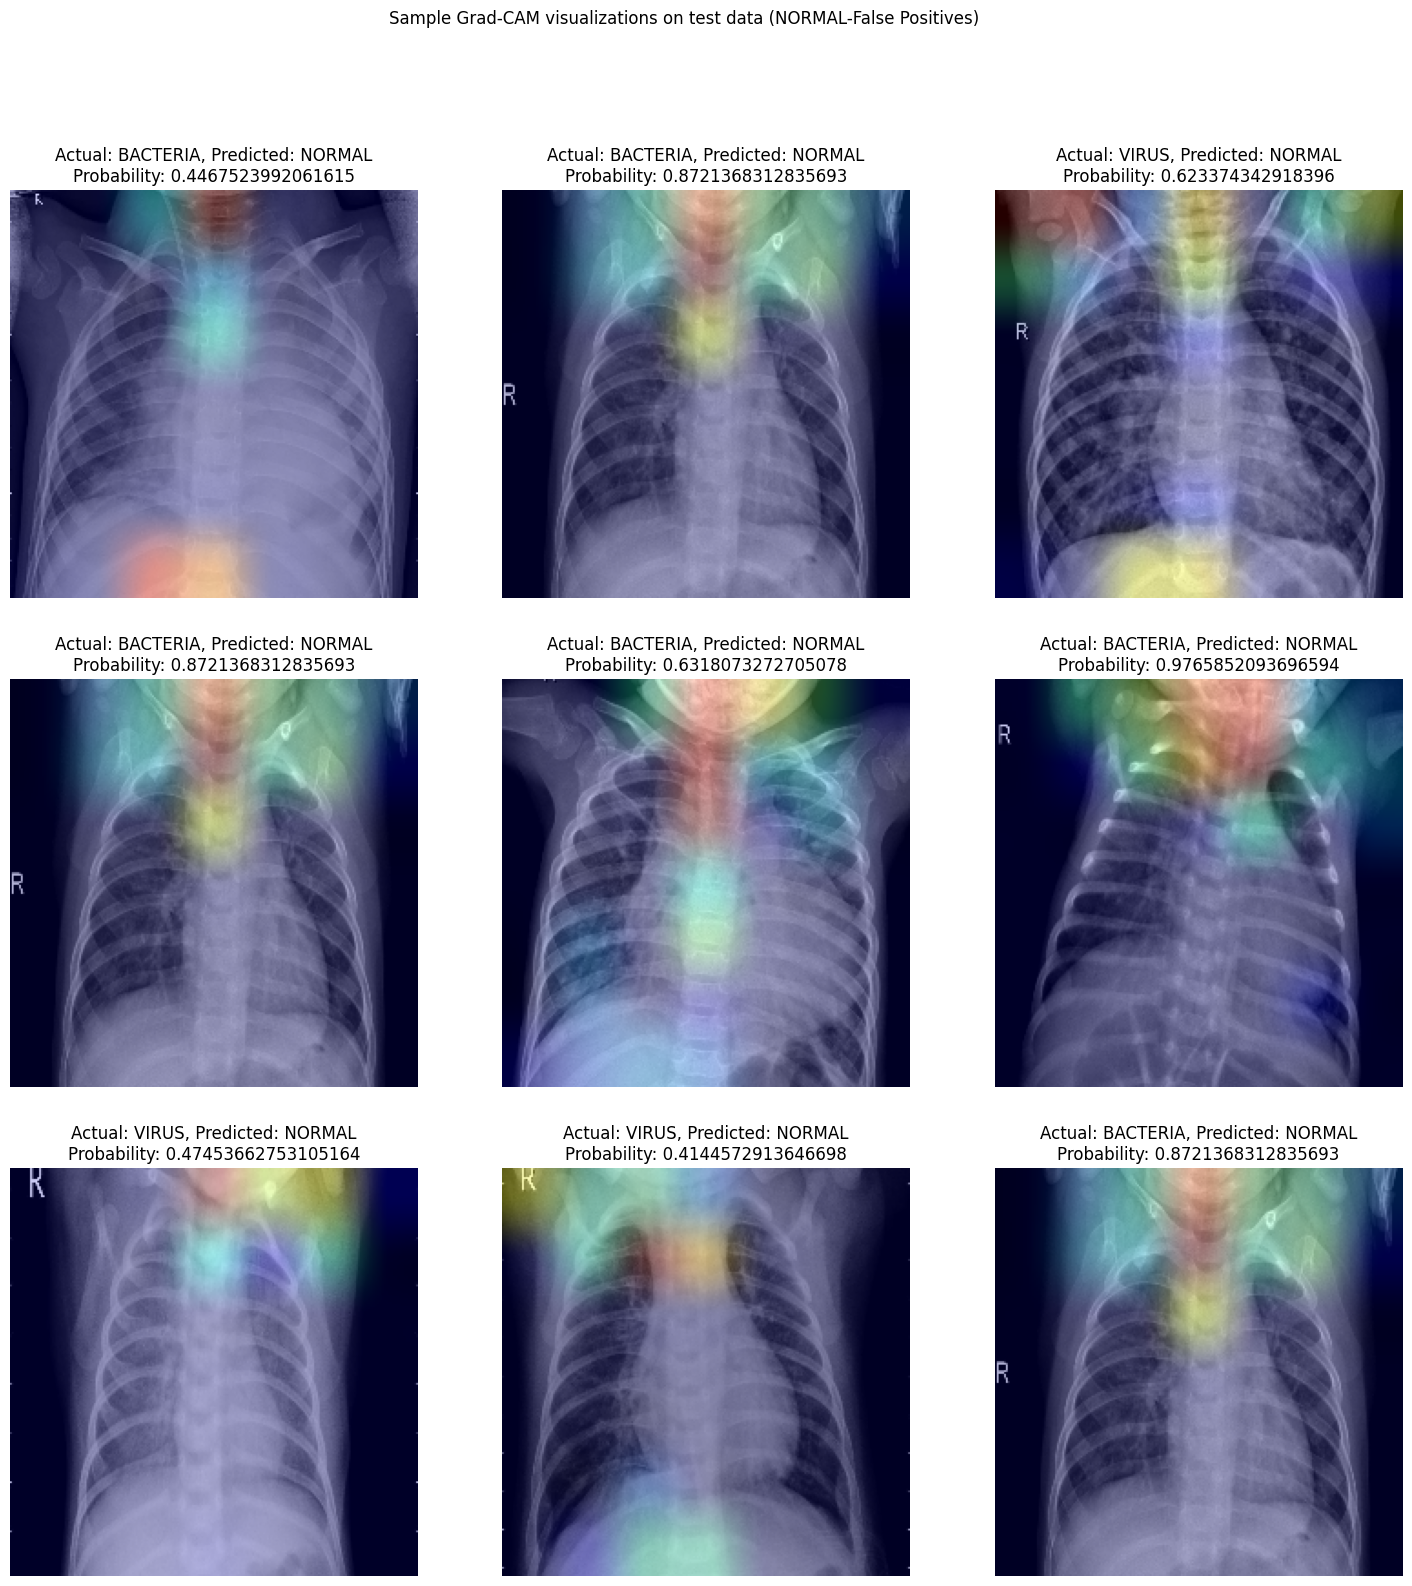 Sample Grad-CAM visualizations on test data (NORMAL-False Positives)
Actual: BACTERIA, Predicted: NORMAL
Probability: 0.4467523992061615
Actual: BACTERIA, Predicted: NORMAL
Probability: 0.8721368312835693
Actual: VIRUS, Predicted: NORMAL
Probability: 0.623374342918396
R
R
R
Actual: BACTERIA, Predicted: NORMAL
Probability: 0.8721368312835693
Actual: BACTERIA, Predicted: NORMAL
Probability: 0.6318073272705078
Actual: BACTERIA, Predicted: NORMAL
Probability: 0.9765852093696594
R
R
Actual: VIRUS, Predicted: NORMAL
Probability: 0.47453662753105164
Actual: VIRUS, Predicted: NORMAL
Probability: 0.4144572913646698
Actual: BACTERIA, Predicted: NORMAL
Probability: 0.8721368312835693
R
R
R